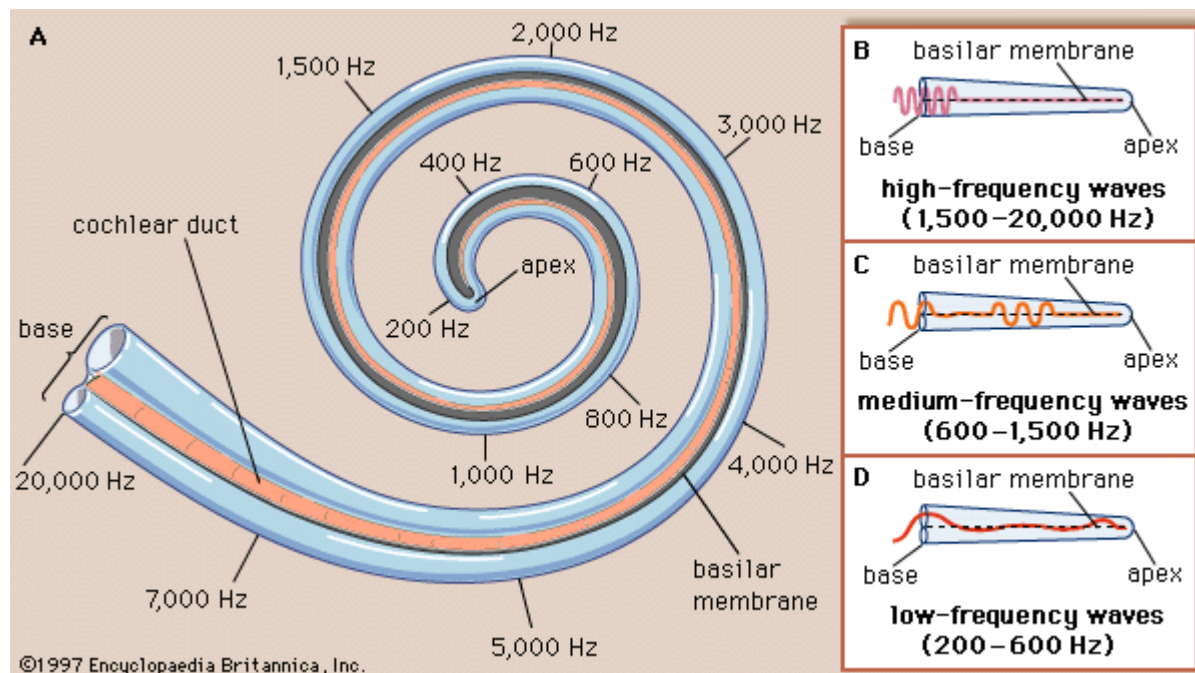 A
2,000 Hz
1,500 Hz
3,000 Hz
400 Hz
600 Hz
cochlear duct
apex
200 Hz
base
800 Hz
1,000 Hz
4,000 Hz
20,000 Hz
7,000 Hz
basilar
membrane
5,000 Hz
©1997 Encyclopaedia Britannica, Inc.
B
basilar membrane
base
apex
high–frequency waves
(1,500–20,000 Hz)
C
basilar membrane
base
apex
medium–frequency waves
(600–1,500 Hz)
D
basilar membrane
base
apex
low–frequency waves
(200–600 Hz)